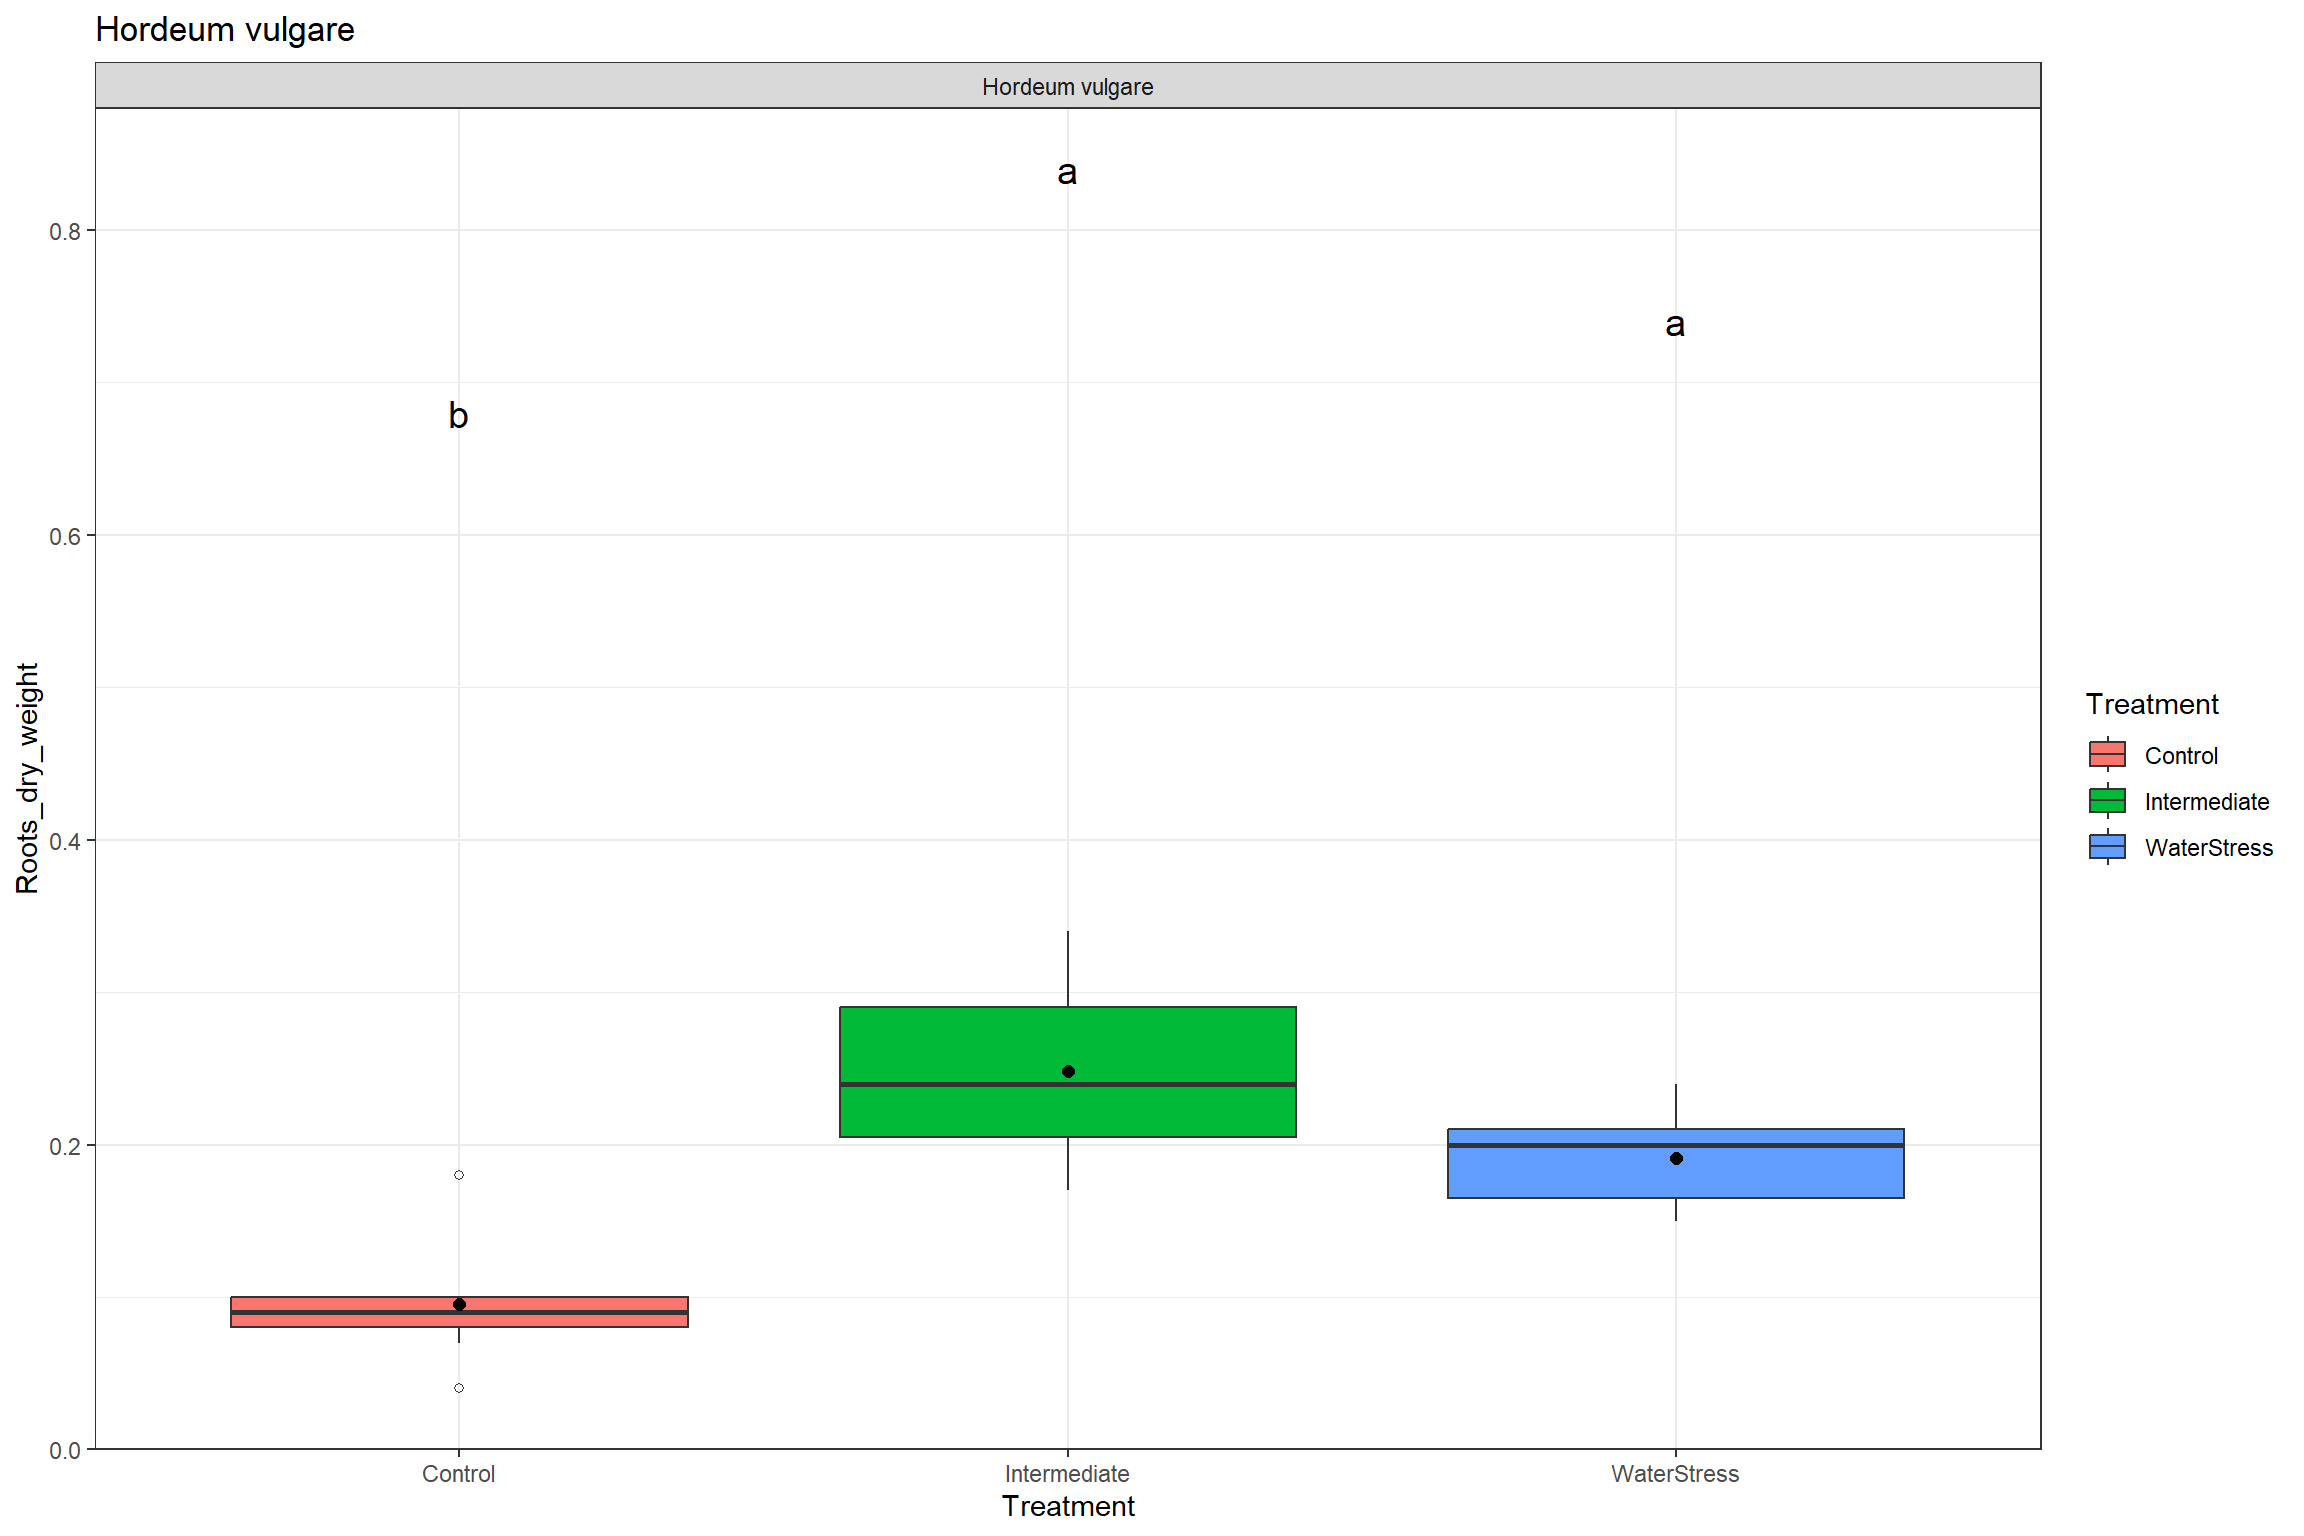 Hordeum vulgare
Hordeum vulgare
a
a
b
0.8
0.6
0.4
0.2
0.0
Roots_dry_weight
Control
Intermediate
WaterStress
Treatment
Treatment
Control
Intermediate
WaterStress